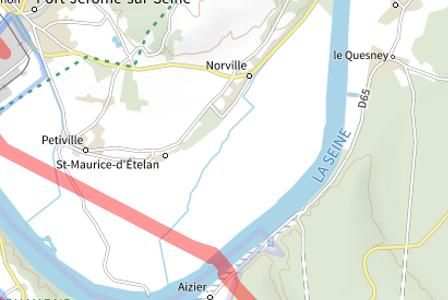 Port-Jérôme-sur-Seine
Norville
le Quesney
D65
Petiville
St-Maurice-d'Ételan
LA SEINE
Aizier